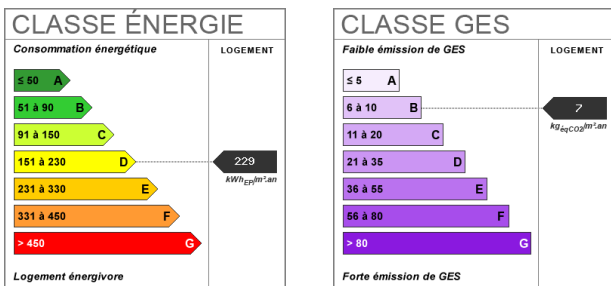 CLASSE ÉNERGIE
Consommation énergétique
LOGEMENT
≤ 50 A
51 à 90 B
91 à 150 C
151 à 230 D
229
kWhEP/m².an
231 à 330 E
331 à 450 F
> 450 G
Logement énergivore
CLASSE GES
Faible émission de GES
LOGEMENT
≤ 5 A
6 à 10 B
7
kgéqCO2/m².an
11 à 20 C
21 à 35 D
36 à 55 E
56 à 80 F
> 80 G
Forte émission de GES